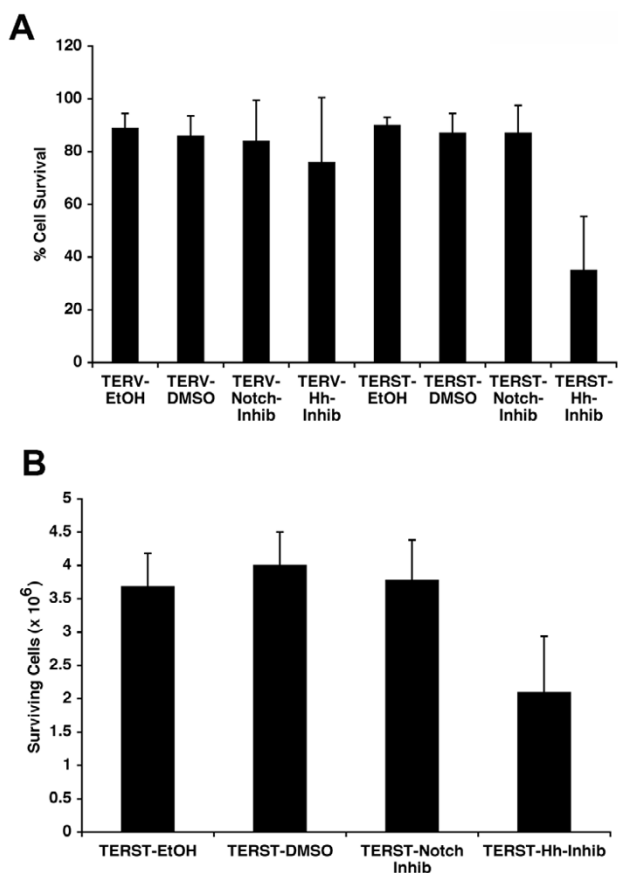 A
120
100
80
60
40
20
0
% Cell Survival
TERV-
EtOH
TERV-
DMSO
TERV-
Notch-
Inhib
TERV-
Hh-
Inhib
TERST-
EtOH
TERST-
DMSO
TERST-
Notch-
Inhib
TERST-
Hh-
Inhib
B
5
4.5
4
3.5
3
2.5
2
1.5
1
0.5
0
Surviving Cells (x 10⁶)
TERST-EtOH
TERST-DMSO
TERST-Notch
Inhib
TERST-Hh-Inhib